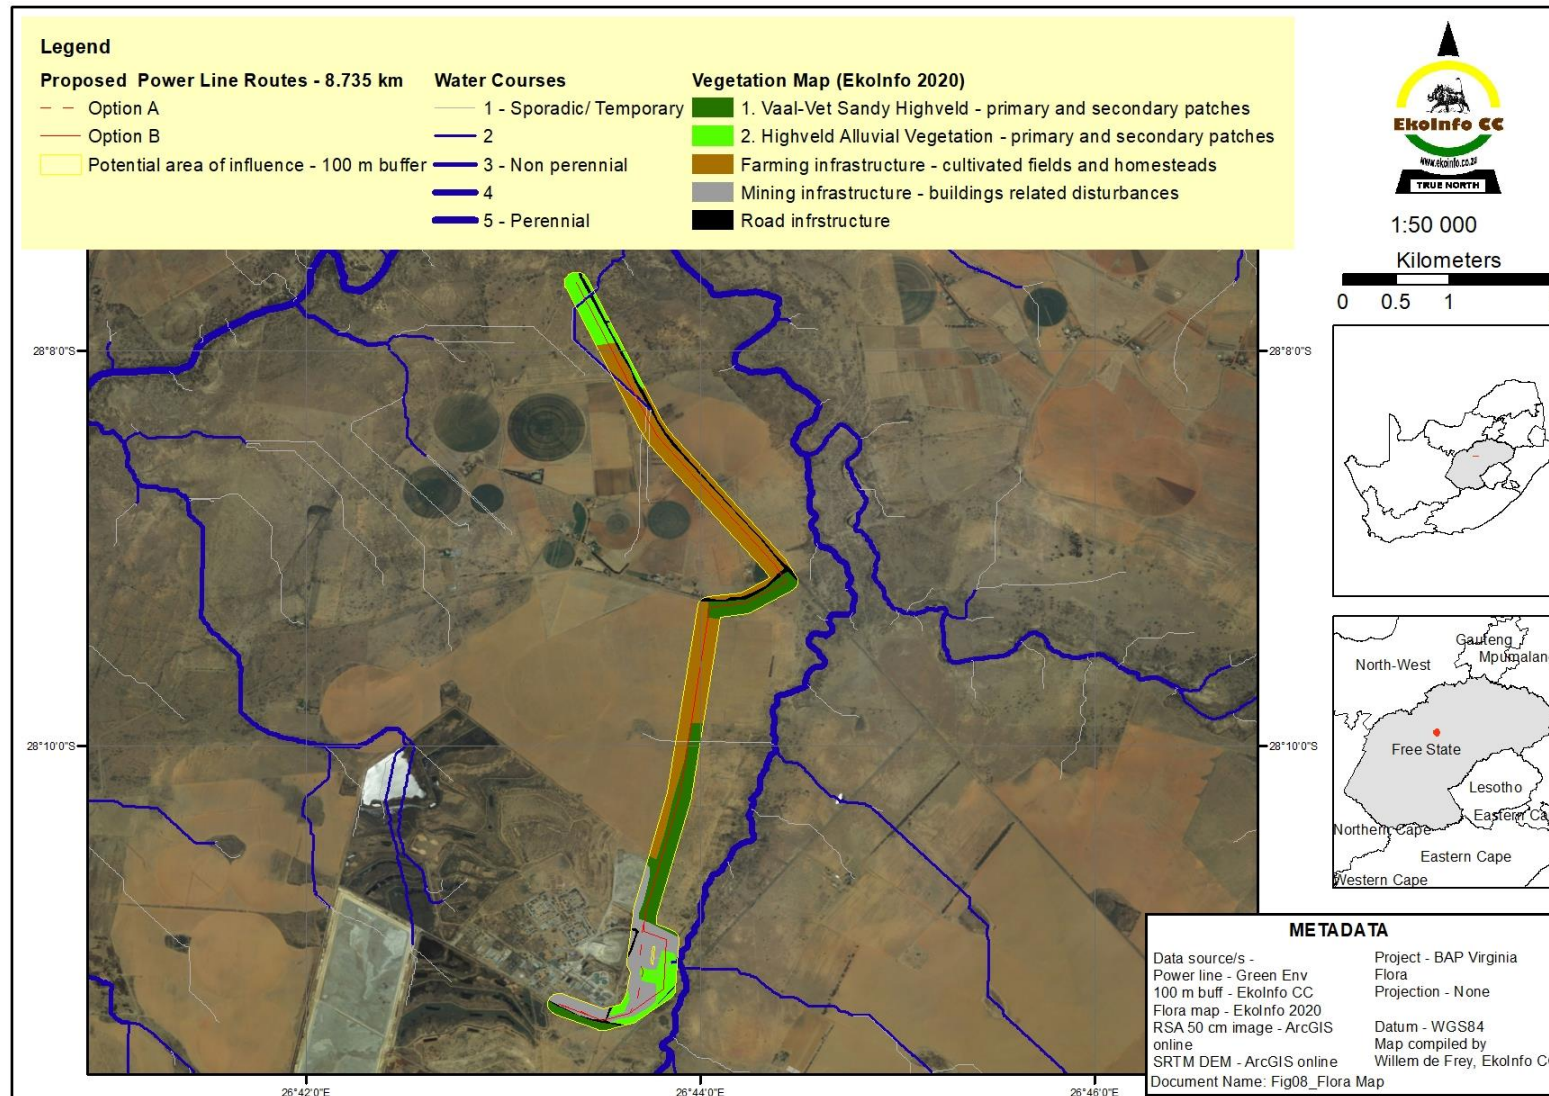 Legend
Proposed  Power Line Routes - 8.735 km
Option A
Option B
Potential area of influence - 100 m buffer
Water Courses
1 - Sporadic/ Temporary
2
3 - Non perennial
4
5 - Perennial
Vegetation Map (EkoInfo 2020)
1. Vaal-Vet Sandy Highveld - primary and secondary patches
2. Highveld Alluvial Vegetation - primary and secondary patches
Farming infrastructure - cultivated fields and homesteads
Mining infrastructure - buildings related disturbances
Road infrstructure
EkoInfo CC
www.ekoinfo.co.za
TRUE NORTH
1:50 000
Kilometers
0 0.5 1
28°8'0"S
28°8'0"S
28°10'0"S
28°10'0"S
26°42'0"E
26°44'0"E
26°46'0"E
Gauteng
North-West
Mpumalan
Free State
Lesotho
Eastern Ca
Northern Cape
Eastern Cape
Western Cape
METADATA
Data source/s -
Power line - Green Env
100 m buff - EkoInfo CC
Flora map - EkoInfo 2020
RSA 50 cm image - ArcGIS
online
SRTM DEM - ArcGIS online
Project - BAP Virginia
Flora
Projection - None
Datum - WGS84
Map compiled by
Willem de Frey, EkoInfo C
Document Name: Fig08_Flora Map